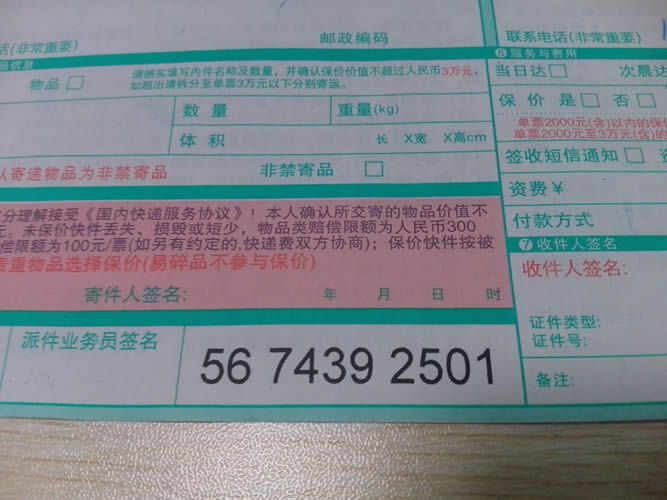 话(非常重要)
邮政编码
联系电话(非常重要)
品信息
❻ 服务与费用
物品 □
请据实填写内件名称及数量，并确认保价价值不超过人民币3万元，
如超出请拆分至单票3万元以下分别寄运。
当日达 □ 次晨达
数 量
重量(kg)
保价 是 □ 否 □
体 积
长 X宽 X高cm
单票2000元(含)以内的保价
单票2000元至3万元(含)
认寄递物品为非禁寄品
非禁寄品 □
签收短信通知 □
资费 ¥
分理解接受《国内快递服务协议》！本人确认所交寄的物品价值不
元。未保价快件丢失、损毁或短少，物品类赔偿限额为人民币300
偿限额为100元/票(如另有约定的,快递费双方协商)；保价快件按被
贵重物品选择保价(易碎品不参与保价)
付款方式
❼ 收件人签名
收件人签名:
寄件人签名: 年 月 日 时
派件业务员签名
56 7439 2501
证件类型:
证件号:
备注: